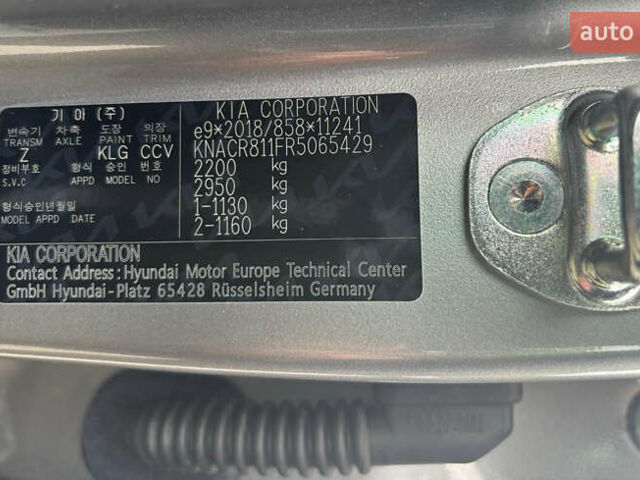 auto
기아 (주)
변속기 차축 도장 의장
TRANSM AXLE PAINT TRIM
Z KLG CCV
정비부호 형식 승인 번호
S.V.C APPD MODEL NO
형식승인년월일
MODEL APPD DATE
KIA CORPORATION
e9*2018/858*11241
KNACR811FR5065429
2200 kg
2950 kg
1-1130 kg
2-1160 kg
KIA CORPORATION
Contact Address : Hyundai Motor Europe Technical Center
GmbH Hyundai-Platz 65428 Rüsselsheim Germany